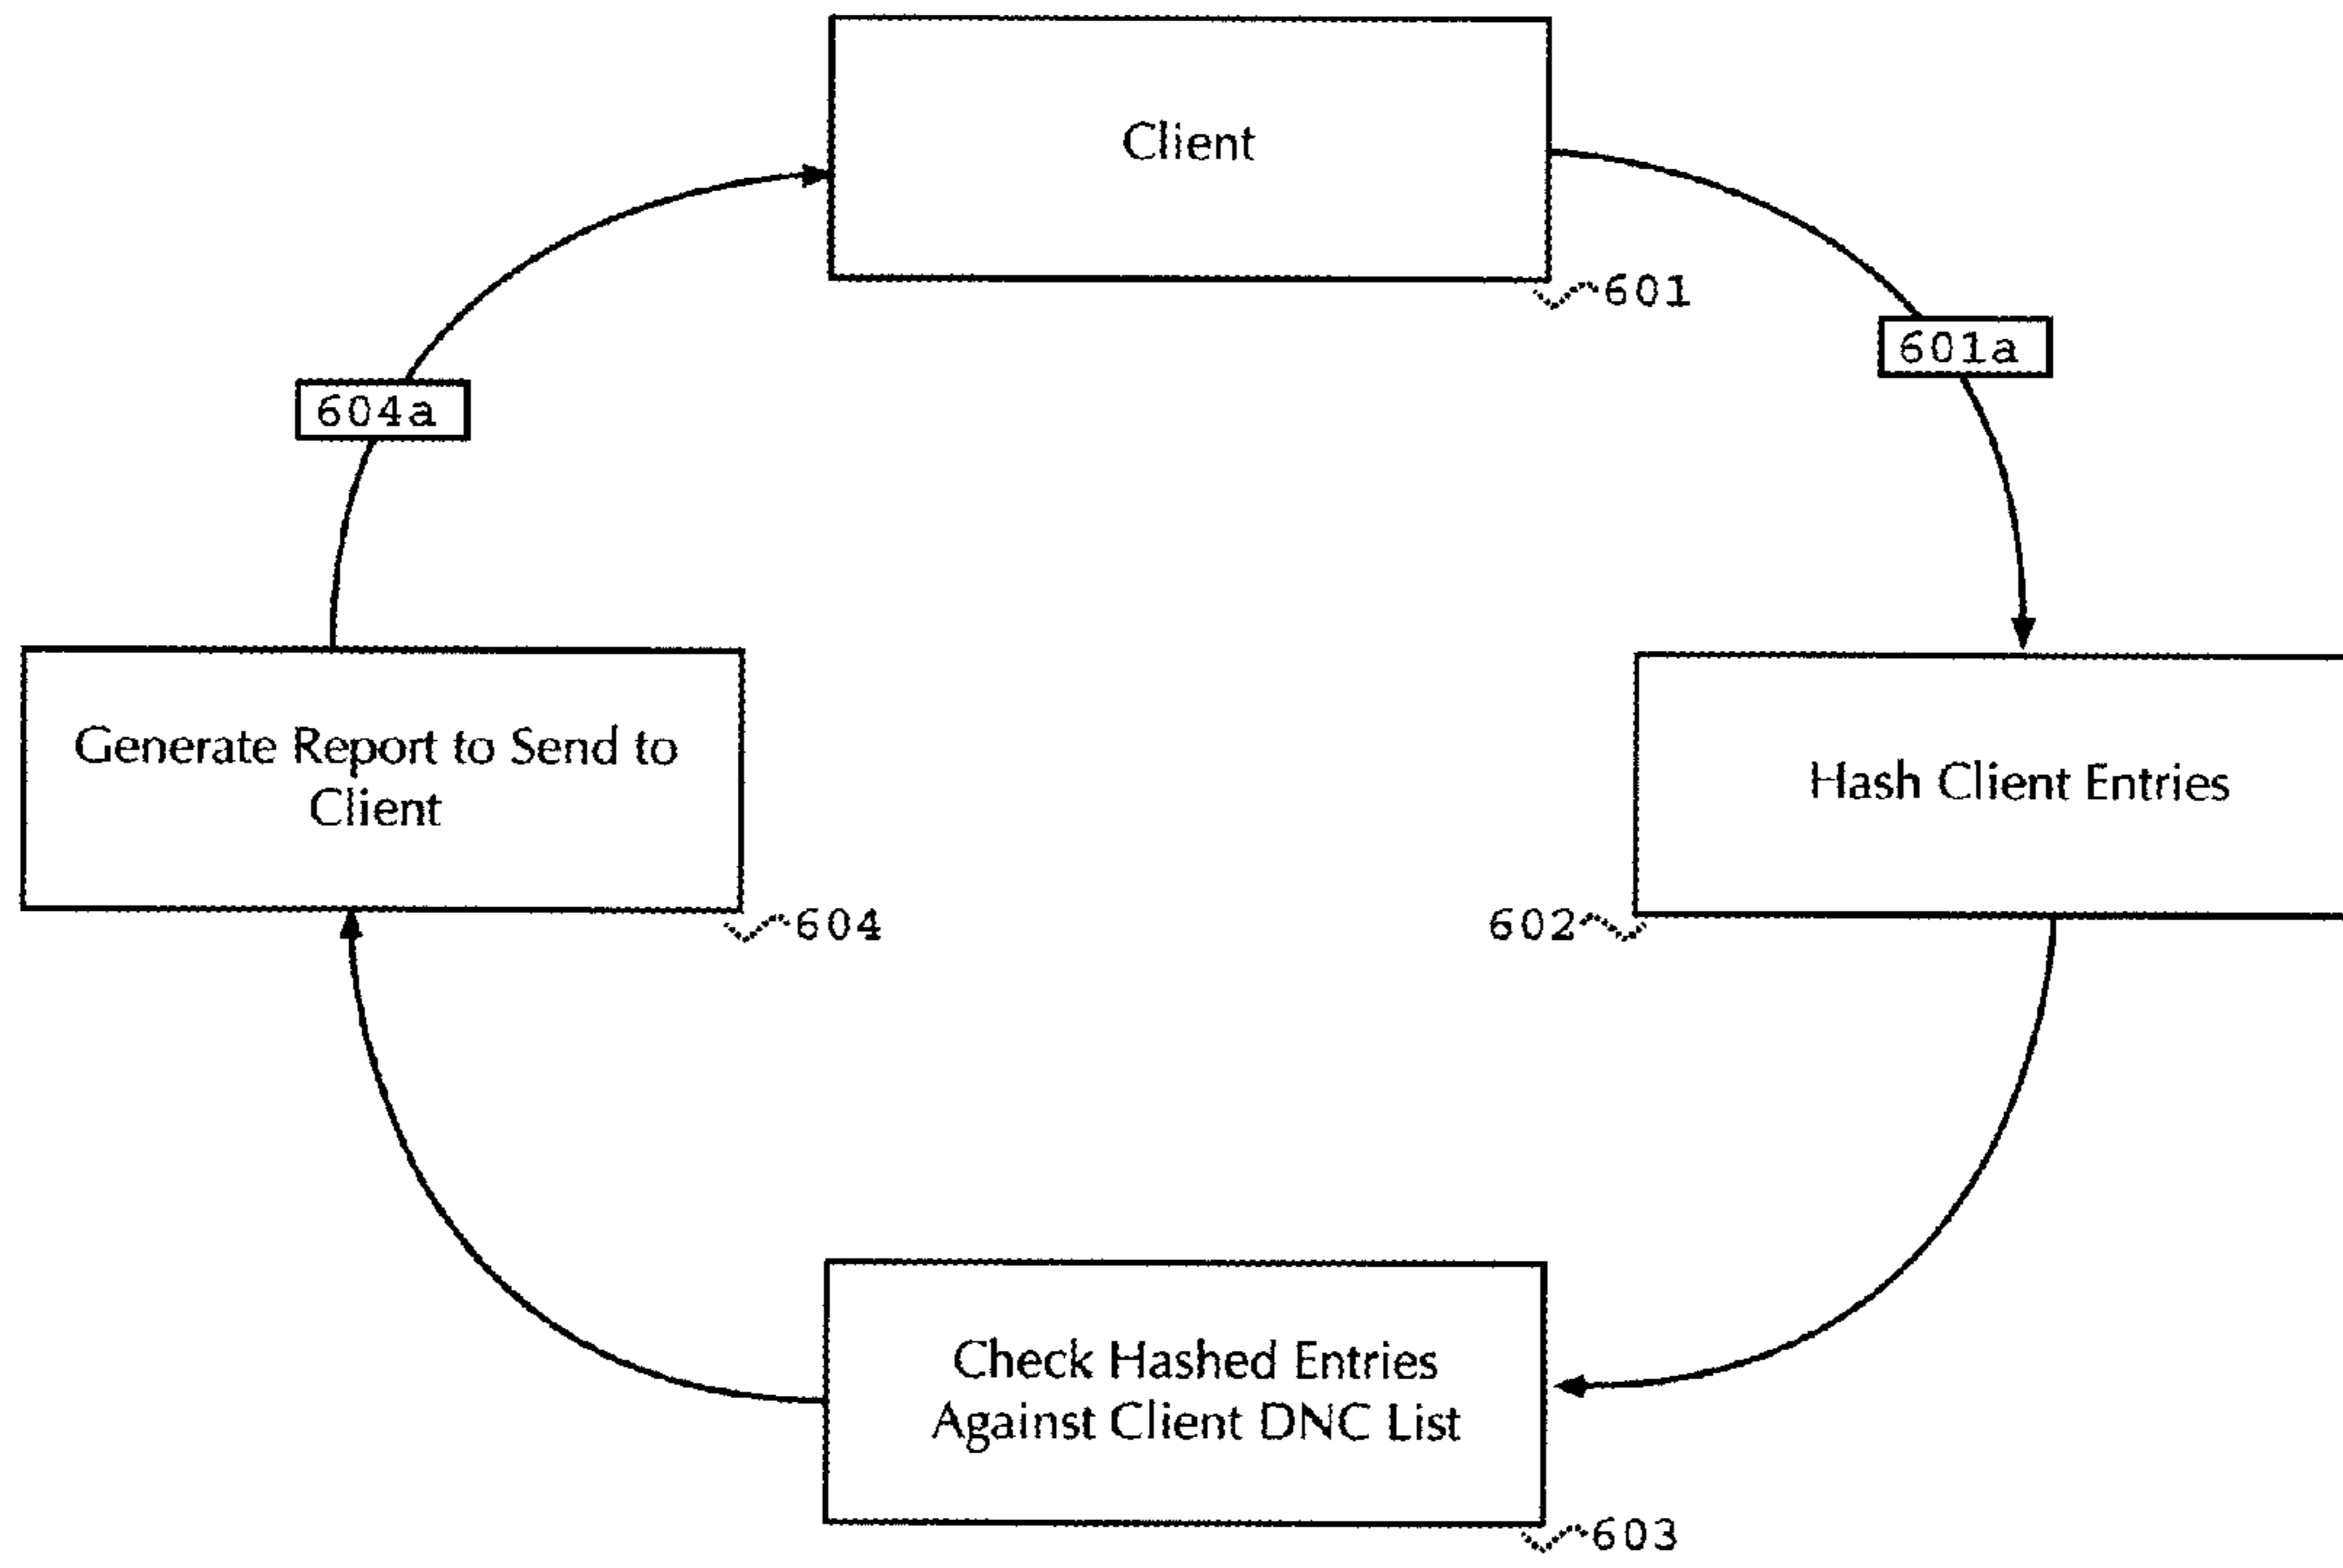 Client
601
601a
604a
Generate Report to Send to
Client
604
Hash Client Entries
602
Check Hashed Entries
Against Client DNC List
603